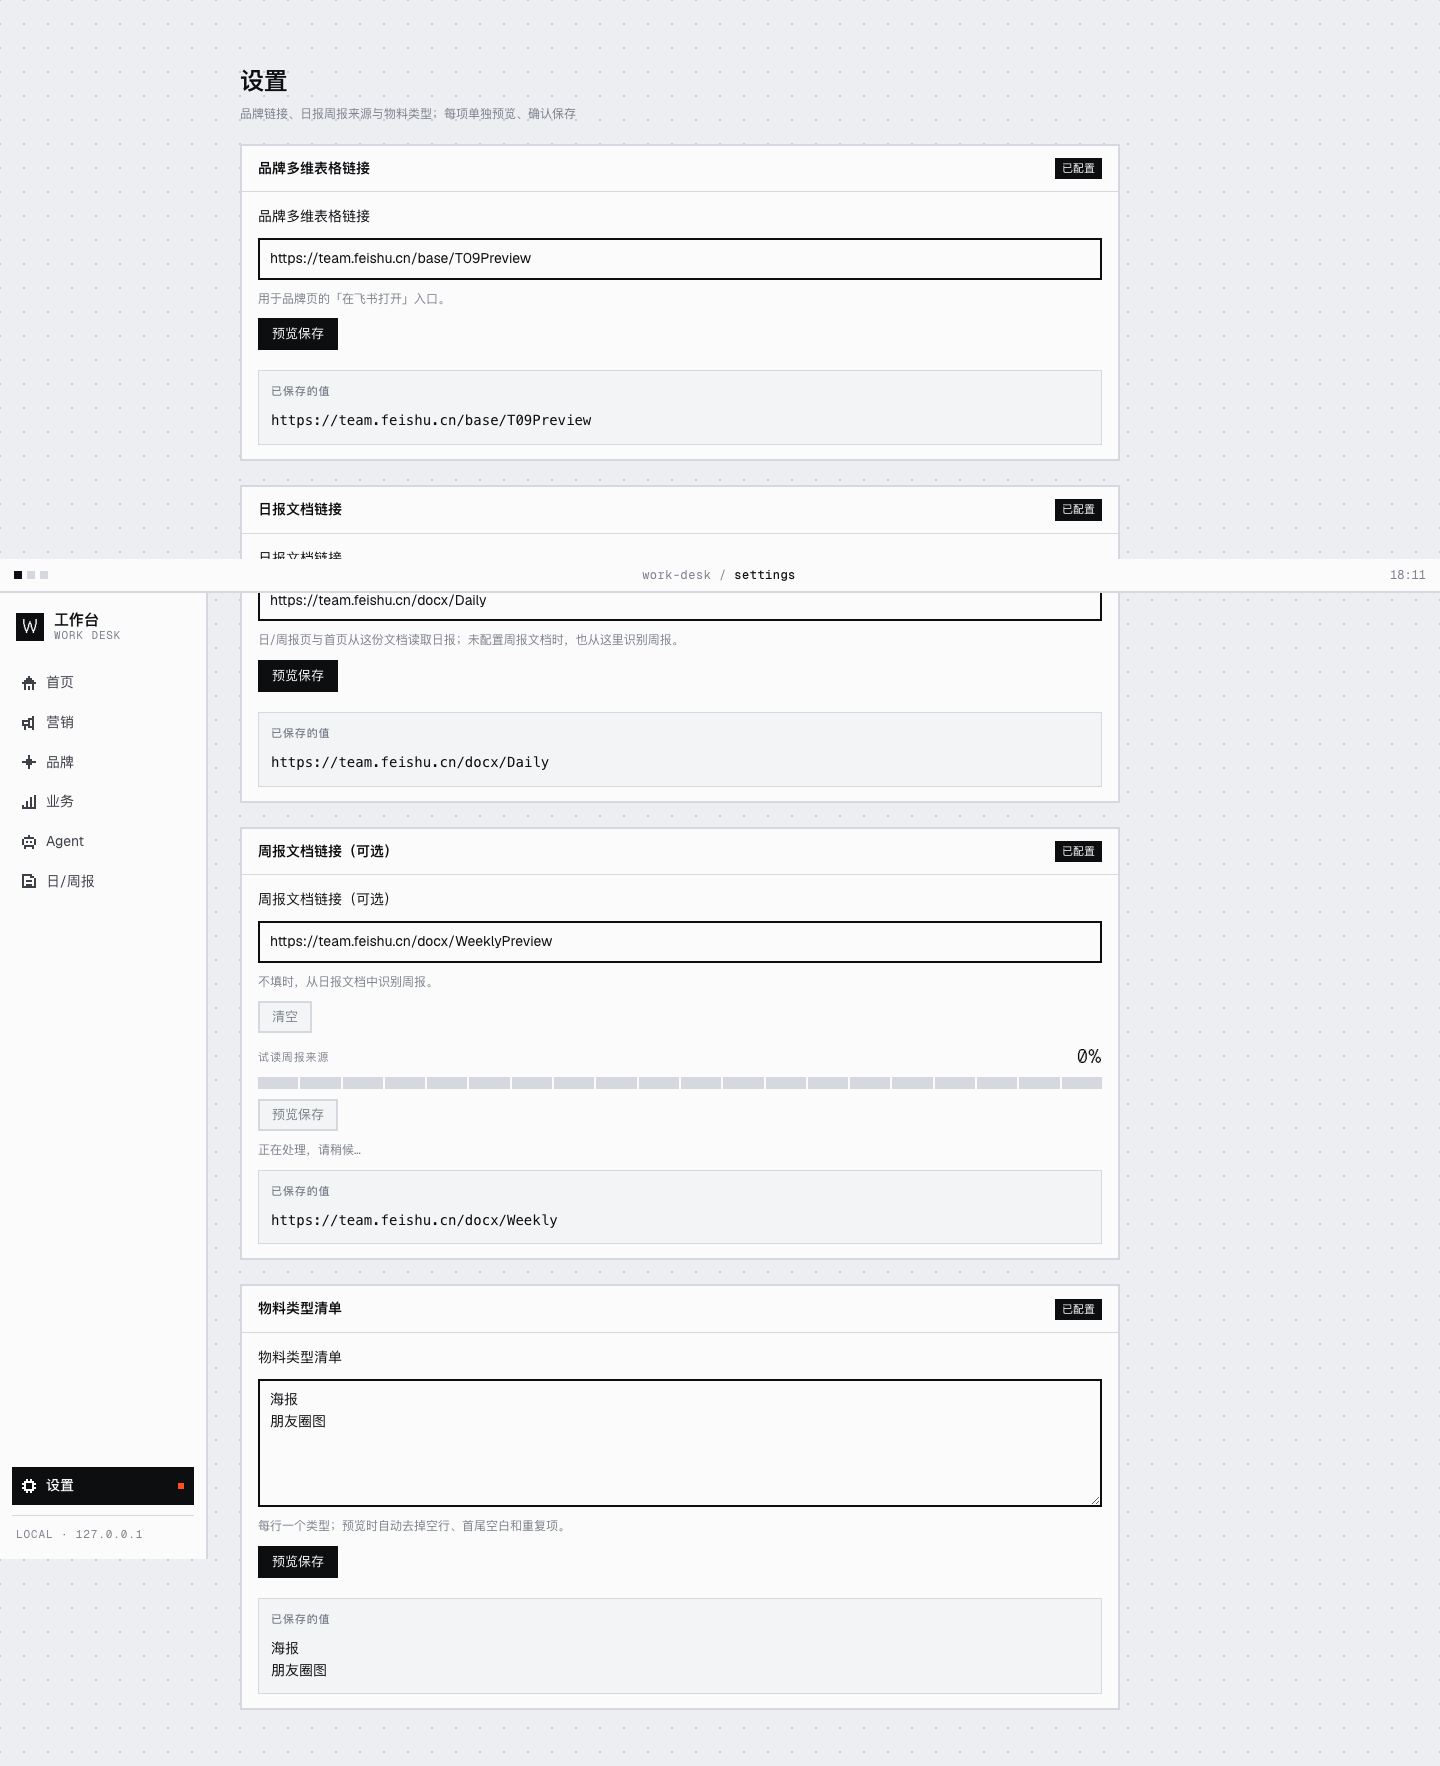 设置
品牌链接、日报周报来源与物料类型；每项单独预览、确认保存
品牌多维表格链接
已配置
品牌多维表格链接
https://team.feishu.cn/base/T09Preview
用于品牌页的「在飞书打开」入口。
预览保存
已保存的值
https://team.feishu.cn/base/T09Preview
日报文档链接
已配置
日报文档链接
work-desk / settings
18:11
https://team.feishu.cn/docx/Daily
日/周报页与首页从这份文档读取日报；未配置周报文档时，也从这里识别周报。
预览保存
已保存的值
https://team.feishu.cn/docx/Daily
W
工作台
WORK DESK
首页
营销
品牌
业务
Agent
日/周报
周报文档链接（可选）
已配置
周报文档链接（可选）
https://team.feishu.cn/docx/WeeklyPreview
不填时，从日报文档中识别周报。
清空
试读周报来源
0%
预览保存
正在处理，请稍候…
已保存的值
https://team.feishu.cn/docx/Weekly
物料类型清单
已配置
物料类型清单
海报
朋友圈图
每行一个类型；预览时自动去掉空行、首尾空白和重复项。
预览保存
已保存的值
海报
朋友圈图
设置
LOCAL · 127.0.0.1